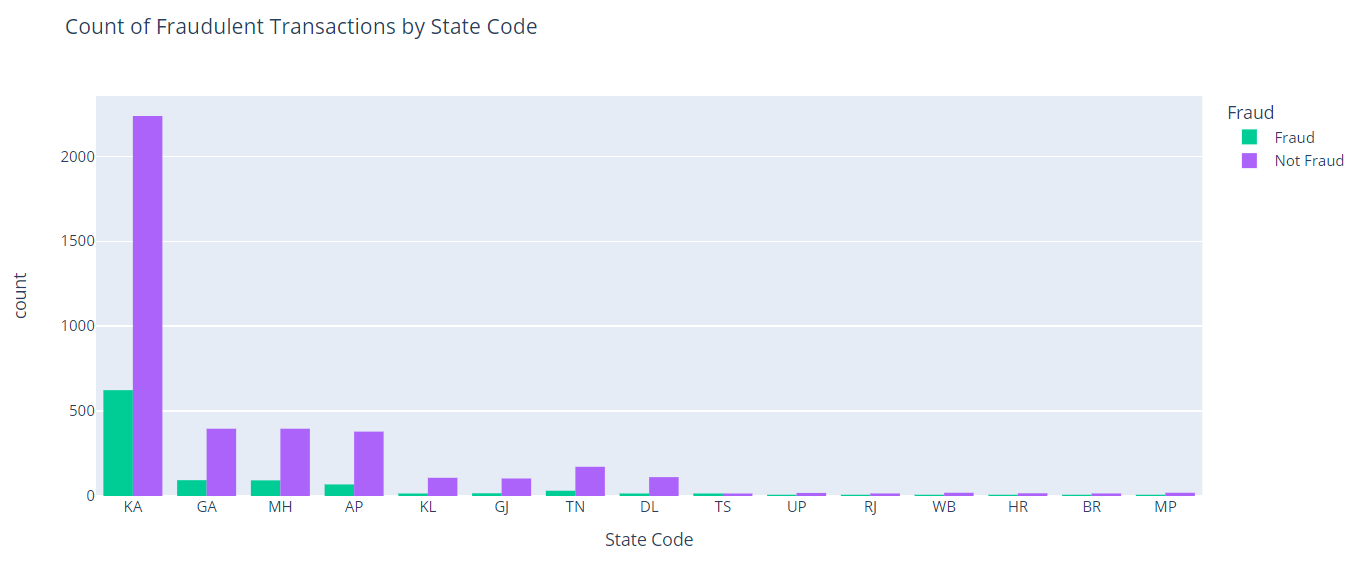 Count of Fraudulent Transactions by State Code
Fraud
Fraud
Not Fraud
2000
1500
1000
500
0
count
KA GA MH AP KL GJ TN DL TS UP RJ WB HR BR MP
State Code